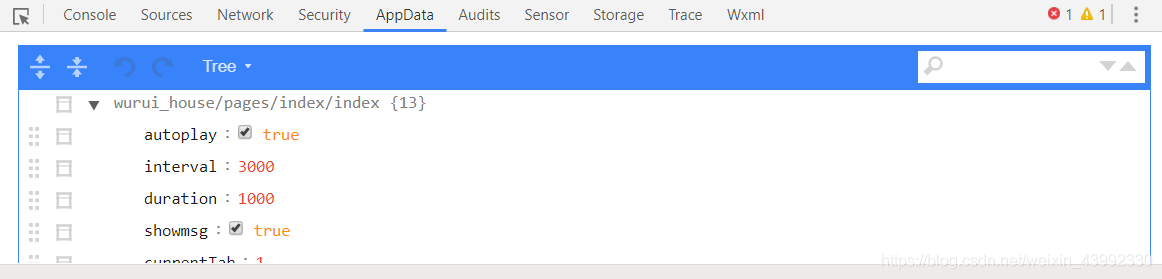 Console Sources Network Security AppData Audits Sensor Storage Trace Wxml 1 1
Tree
wurui_house/pages/index/index {13}
autoplay : true
interval : 3000
duration : 1000
showmsg : true
currentTab : 1
https://blog.csdn.net/weixin_43992330